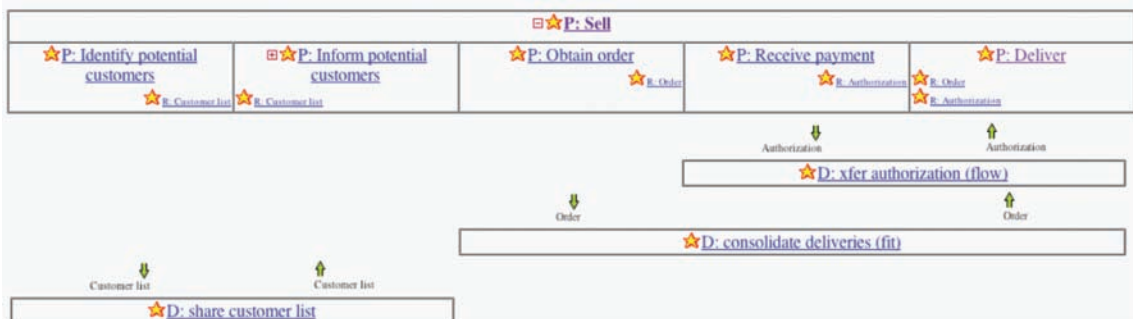 P: Sell
P: Identify potential customers
R: Customer list
P: Inform potential customers
R: Customer list
P: Obtain order
R: Order
P: Receive payment
R: Authorization
P: Deliver
R: Order
R: Authorization
Authorization
Authorization
D: xfer authorization (flow)
Order
Order
D: consolidate deliveries (fit)
Customer list
Customer list
D: share customer list